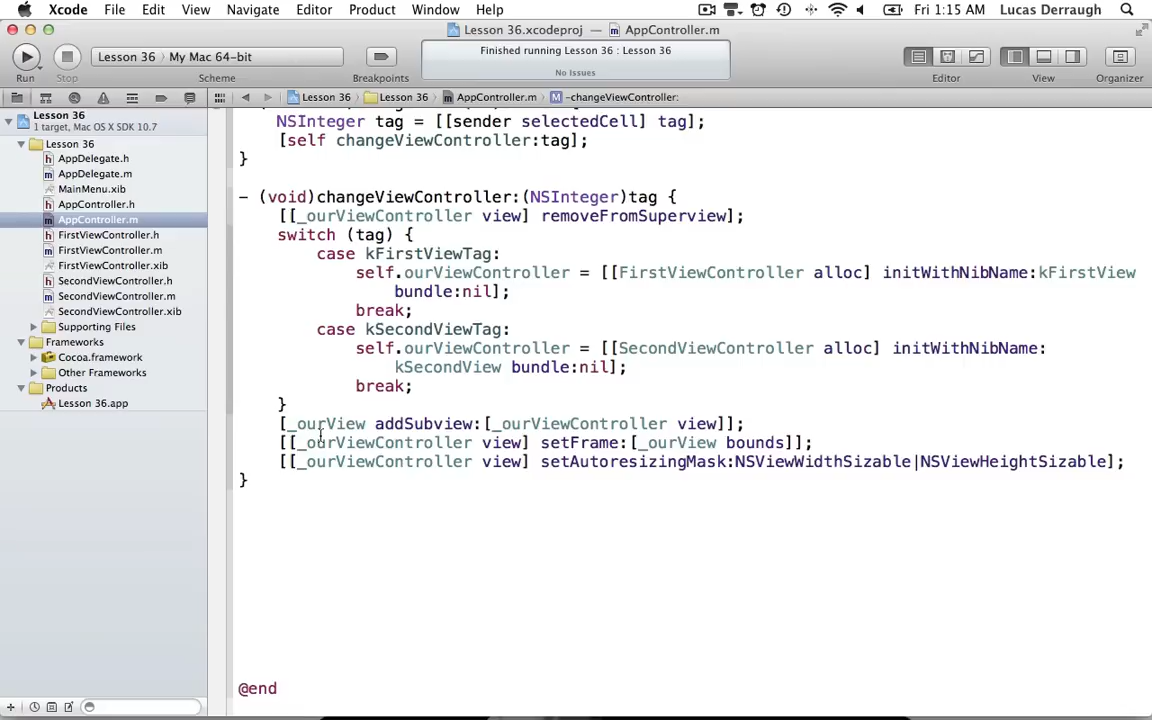 Xcode File Edit View Navigate Editor Product Window Help Fri 1:15 AM Lucas Derraugh
Lesson 36.xcodeproj — AppController.m
Run Stop
Lesson 36 〉 My Mac 64-bit
Scheme
Breakpoints
Finished running Lesson 36 : Lesson 36
No Issues
Editor View Organizer
Lesson 36 〉 Lesson 36 〉 AppController.m 〉 M -changeViewController:
Lesson 36
1 target, Mac OS X SDK 10.7
Lesson 36
AppDelegate.h
AppDelegate.m
MainMenu.xib
AppController.h
AppController.m
FirstViewController.h
FirstViewController.m
FirstViewController.xib
SecondViewController.h
SecondViewController.m
SecondViewController.xib
Supporting Files
Frameworks
Cocoa.framework
Other Frameworks
Products
Lesson 36.app
NSInteger tag = [[sender selectedCell] tag];
[self changeViewController:tag];
}
- (void)changeViewController:(NSInteger)tag {
[[_ourViewController view] removeFromSuperview];
switch (tag) {
case kFirstViewTag:
self.ourViewController = [[FirstViewController alloc] initWithNibName:kFirstView
bundle:nil];
break;
case kSecondViewTag:
self.ourViewController = [[SecondViewController alloc] initWithNibName:
kSecondView bundle:nil];
break;
}
[_ourView addSubview:[_ourViewController view]];
[[_ourViewController view] setFrame:[_ourView bounds]];
[[_ourViewController view] setAutoresizingMask:NSViewWidthSizable|NSViewHeightSizable];
}
@end